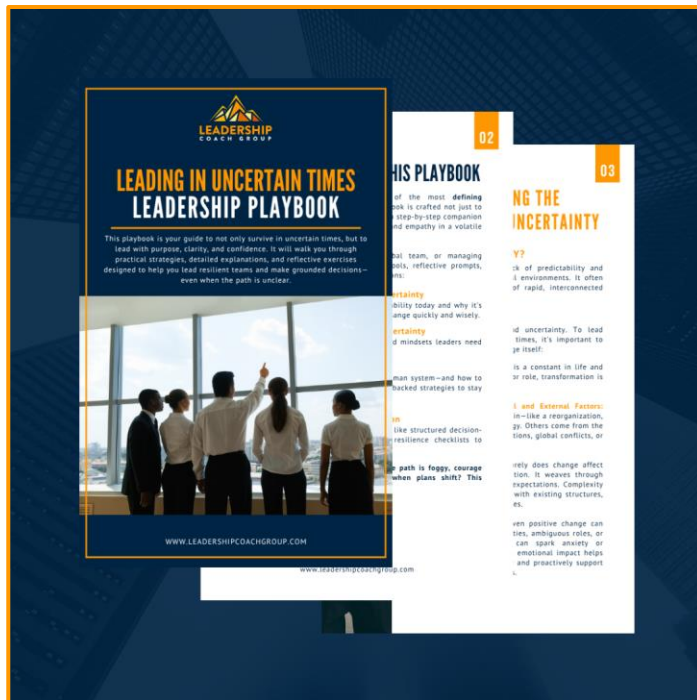 LEADERSHIP
COACH GROUP
LEADING IN UNCERTAIN TIMES
LEADERSHIP PLAYBOOK
This playbook is your guide to not only survive in uncertain times, but to
lead with purpose, clarity, and confidence. It will walk you through
practical strategies, detailed explanations, and reflective exercises
designed to help you lead resilient teams and make grounded decisions—
even when the path is unclear.
WWW.LEADERSHIPCOACHGROUP.COM
02
HIS PLAYBOOK
of the most defining
ook is crafted not just to
step-by-step companion
nd empathy in a volatile
bal team, or managing
ools, reflective prompts,
ons:
ertainty
bility today and why it's
ange quickly and wisely.
ertainty
d mindsets leaders need
man system—and how to
backed strategies to stay
on
like structured decision-
resilience checklists to
e path is foggy, courage
when plans shift? This
www.leadershipcoachgroup.com
03
NG THE
UNCERTAINTY
Y?
ck of predictability and
l environments. It often
of rapid, interconnected
nd uncertainty. To lead
times, it's important to
ge itself:
is a constant in life and
or role, transformation is
l and External Factors:
in—like a reorganization,
gy. Others come from the
tions, global conflicts, or
rely does change affect
tion. It weaves through
expectations. Complexity
with existing structures,
es.
ven positive change can
ties, ambiguous roles, or
can spark anxiety or
emotional impact helps
and proactively support